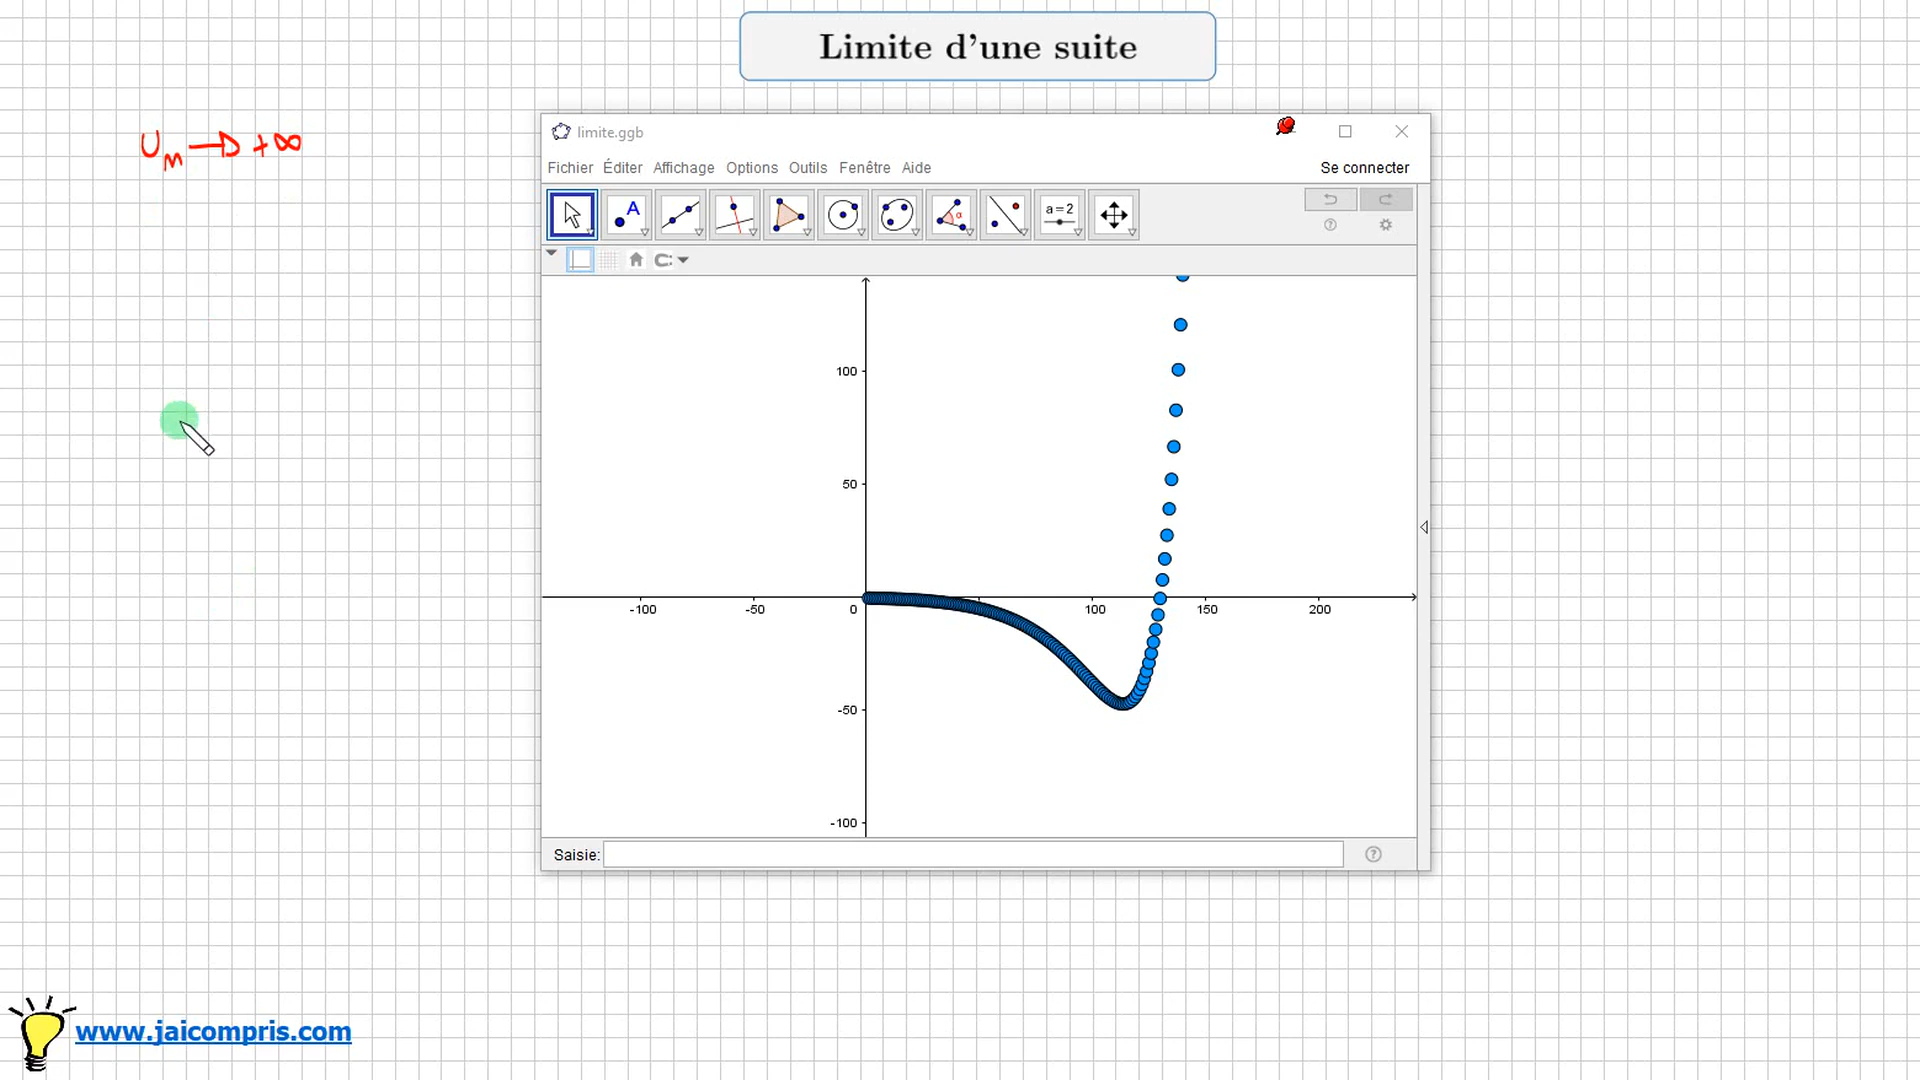 Limite d'une suite
Uₙ → +∞
limite.ggb
Fichier Éditer Affichage Options Outils Fenêtre Aide Se connecter
A
α
a=2
100
50
-100 -50 0 100 150 200
-50
-100
Saisie:
www.jaicompris.com